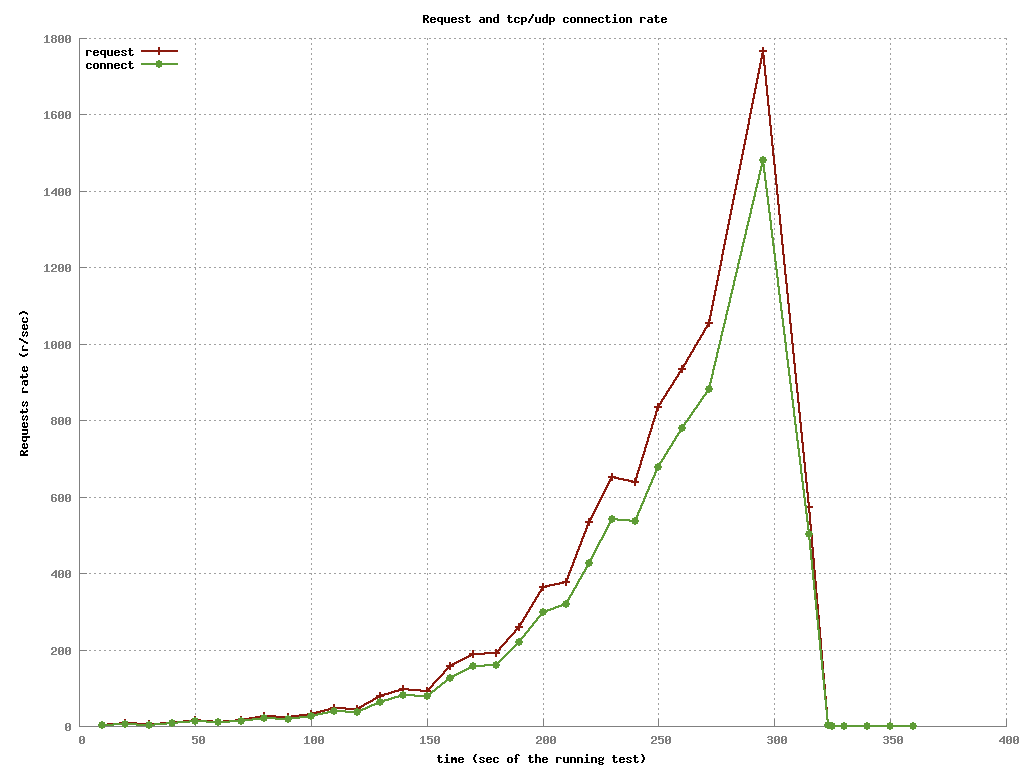 Request and tcp/udp connection rate
request
connect
1800
1600
1400
1200
1000
800
600
400
200
0
Requests rate (r/sec)
0 50 100 150 200 250 300 350 400
time (sec of the running test)